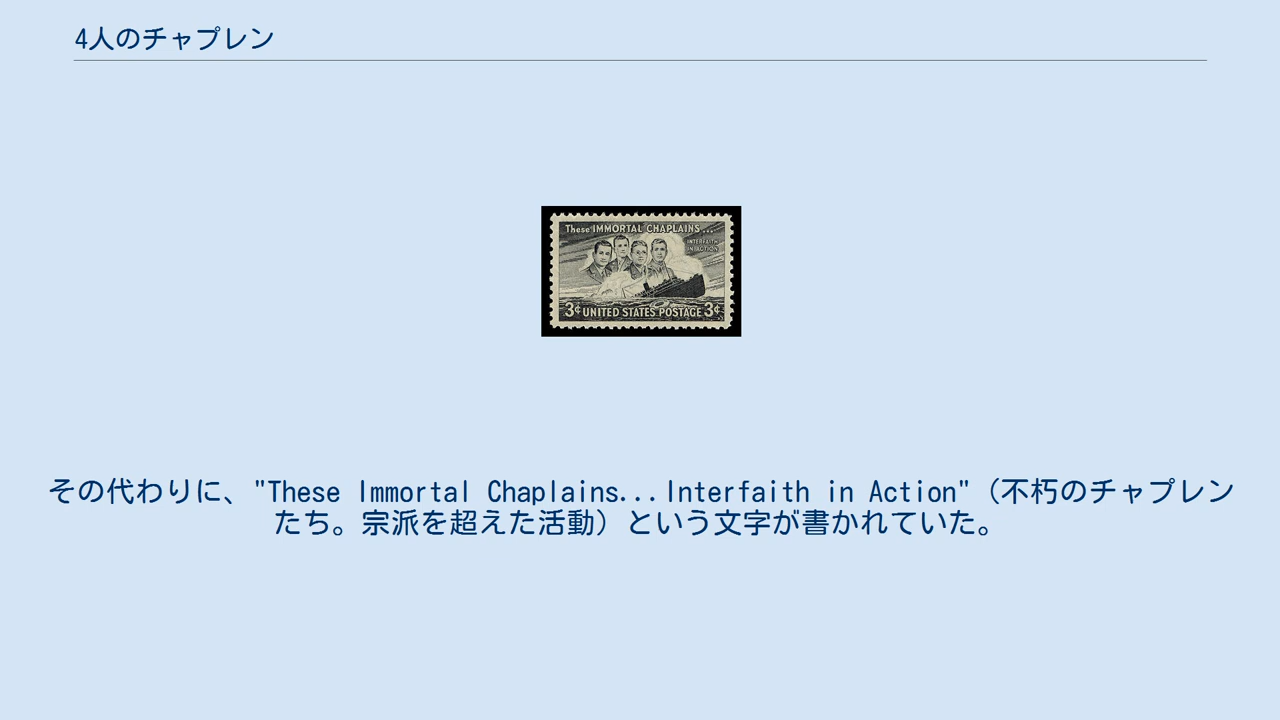 4人のチャプレン
These IMMORTAL CHAPLAINS...
INTERFAITH
IN ACTION
3¢ UNITED STATES POSTAGE 3¢
その代わりに、"These Immortal Chaplains...Interfaith in Action"（不朽のチャプレン
たち。宗派を超えた活動）という文字が書かれていた。